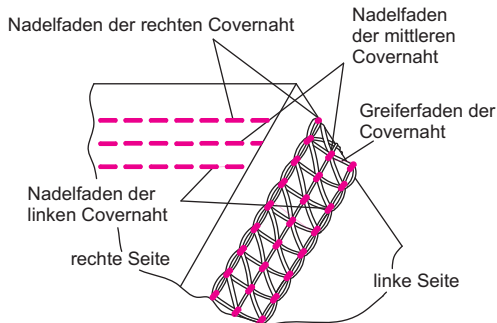 Nadelfaden der rechten Covernaht
Nadelfaden
der mittleren
Covernaht
Greiferfaden der
Covernaht
Nadelfaden der
linken Covernaht
rechte Seite
linke Seite